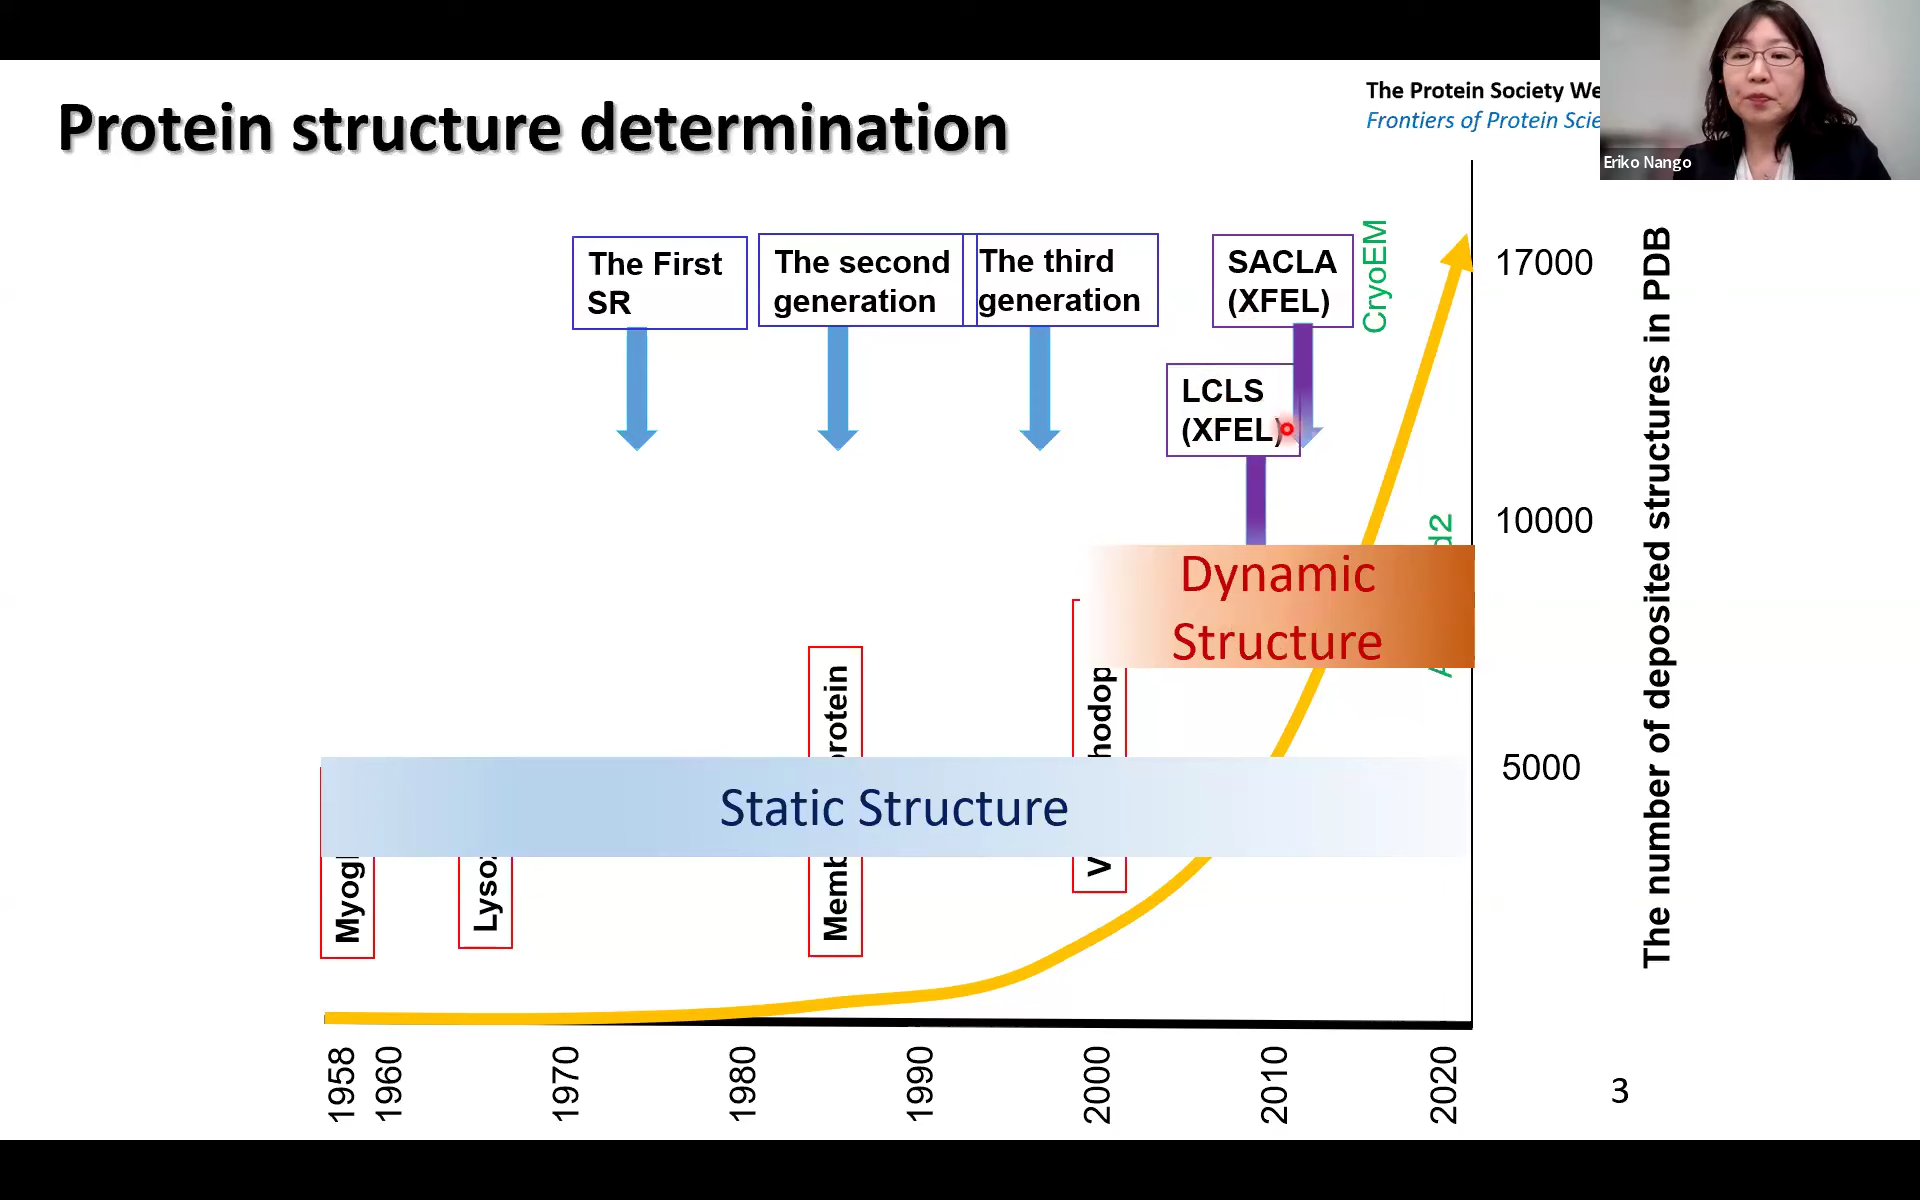 Protein structure determination
The Protein Society We
Frontiers of Protein Scie
Eriko Nango
The First
SR
The second
generation
The third
generation
SACLA
(XFEL)
CryoEM
LCLS
(XFEL)
17000
10000
5000
The number of deposited structures in PDB
d2
Dynamic
Structure
Static Structure
Myog
Lyso
Memb
rotein
V
hodop
1958
1960
1970
1980
1990
2000
2010
2020
3